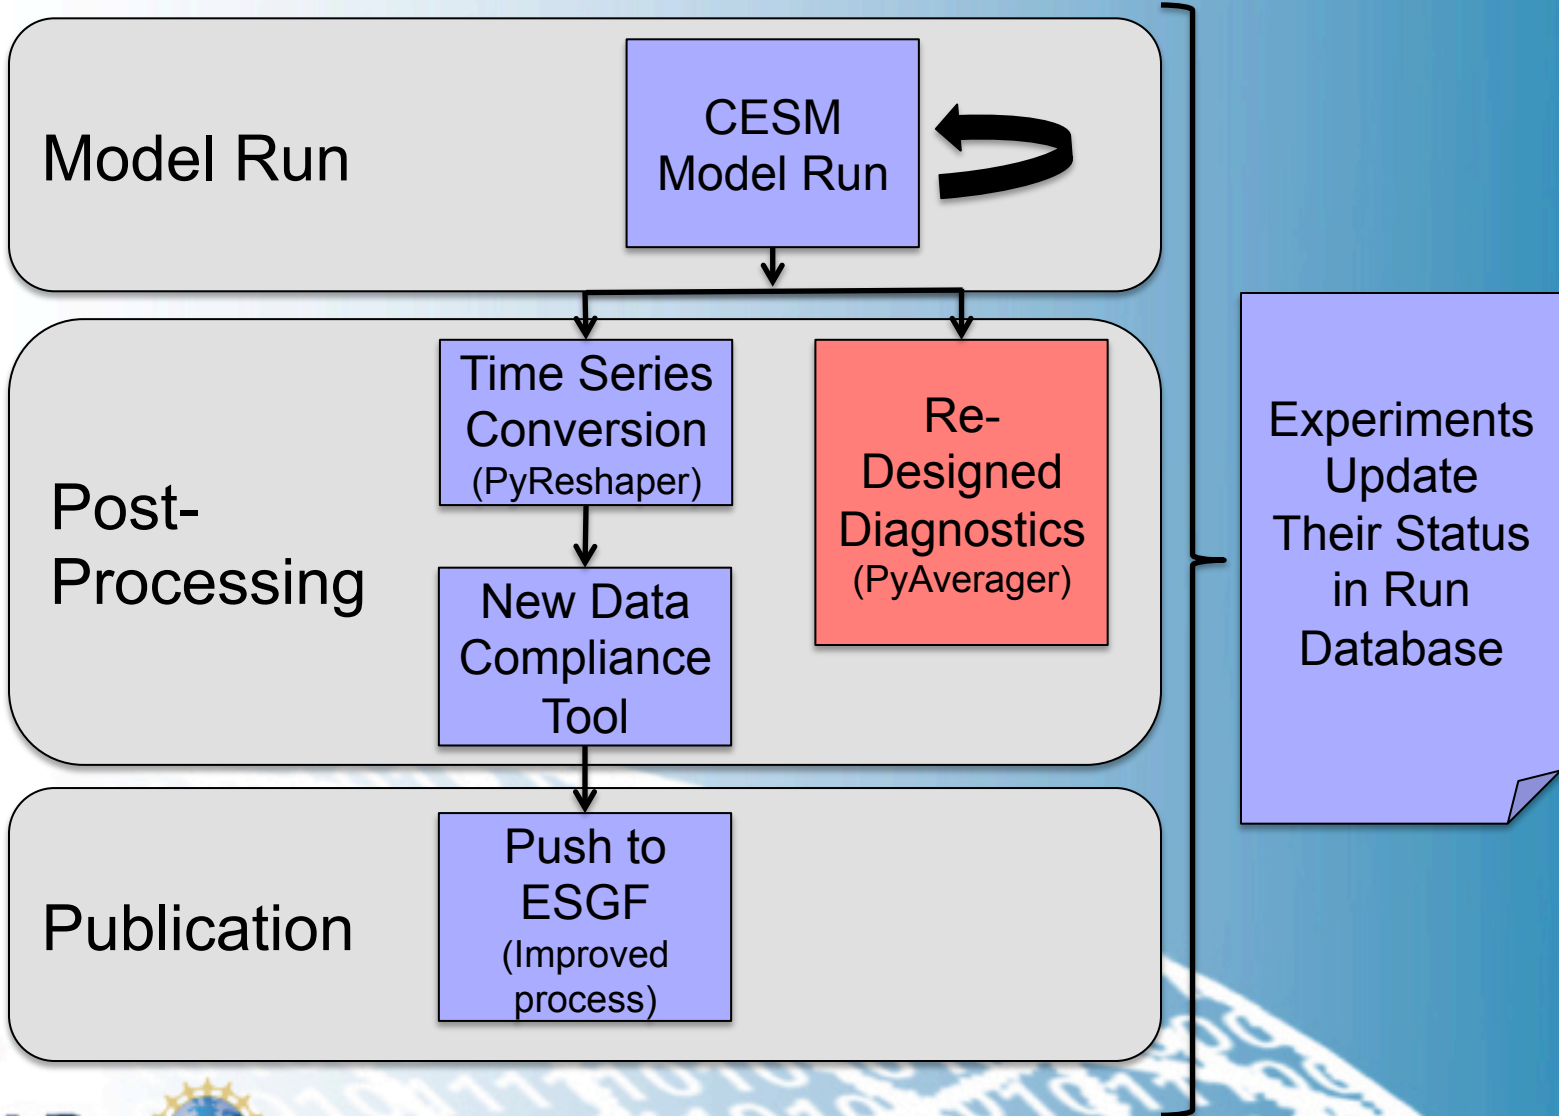 Model Run
CESM
Model Run
Post-
Processing
Time Series
Conversion
(PyReshaper)
New Data
Compliance
Tool
Re-
Designed
Diagnostics
(PyAverager)
Publication
Push to
ESGF
(Improved
process)
Experiments
Update
Their Status
in Run
Database